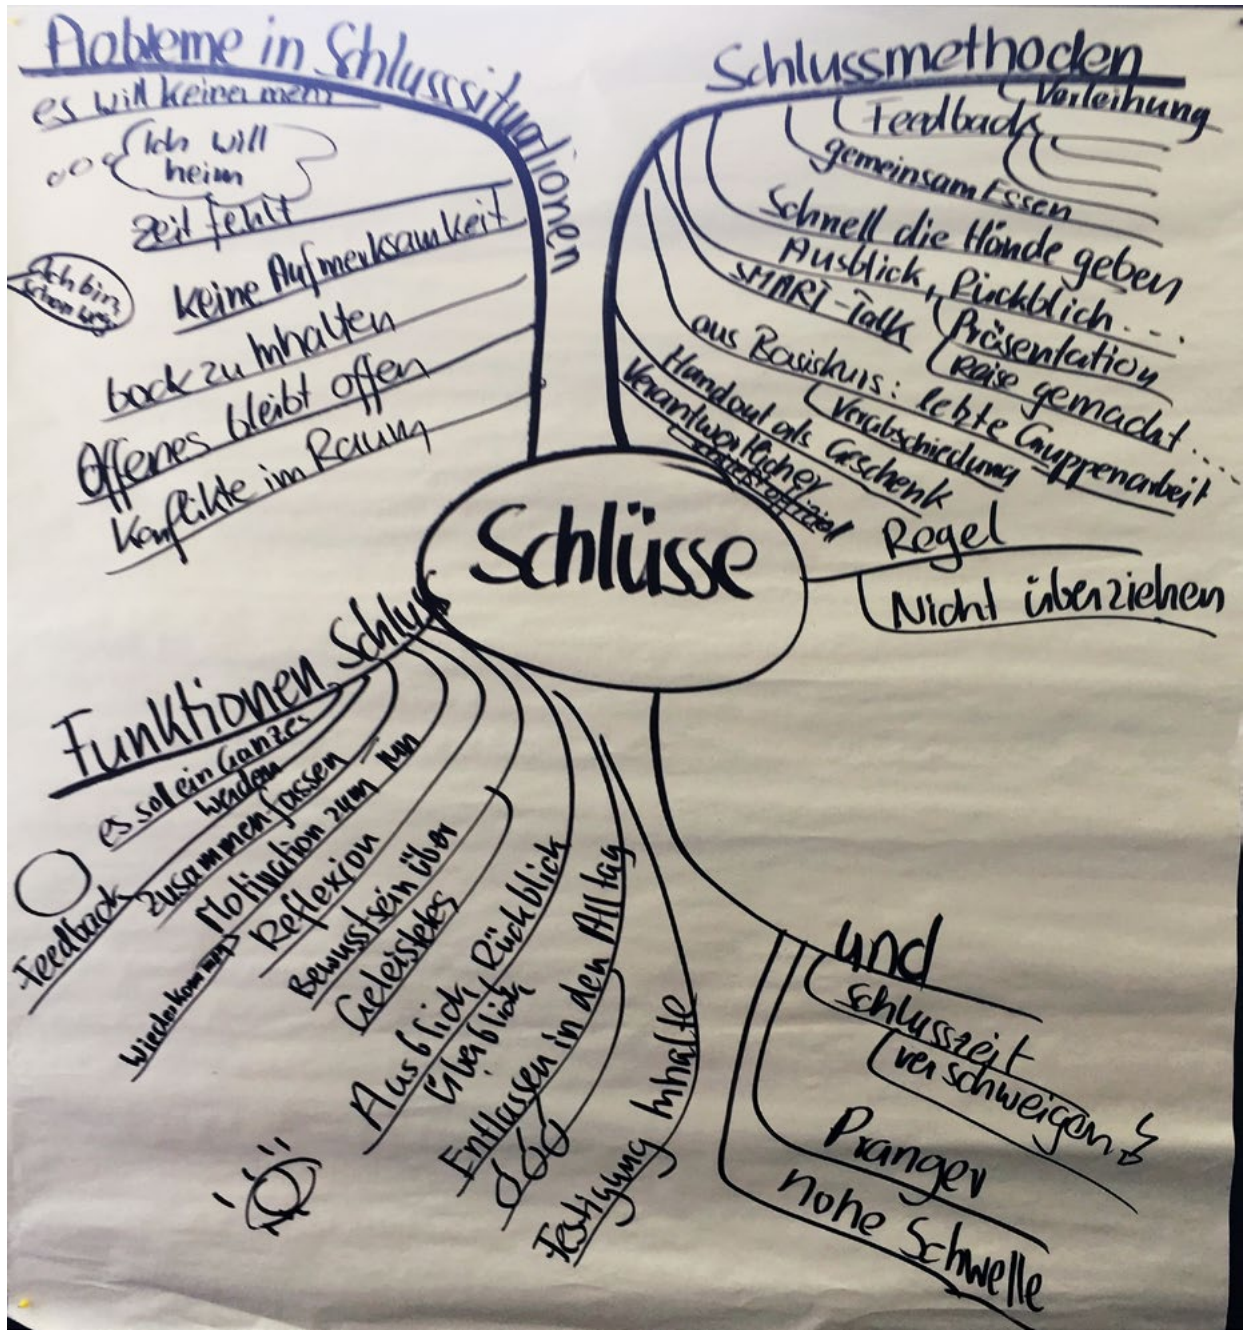 Probleme in Schlusssituationen
es will keiner mehr
Ich will
heim
Zeit fehlt
Ich bin
schon weg
keine Aufmerksamkeit
bock zu Inhalten
Offenes bleibt offen
Konflikte im Raum
Schlussmethoden
Verleihung
Feedback
gemeinsam Essen
Schnell die Hände geben
Ausblick, Rückblick...
Präsentation
Reise gemacht....
SMART-Talk
aus Basiskurs: letzte Gruppenarbeit
Verabschiedung
Handout als Geschenk
Verantwortlicher
schließt offiziell
Schlüsse
Regel
Nicht überziehen
Funktionen Schluss
es soll ein Ganzes
werden
Feedback
zusammenfassen
Motivation zum
wiederkommen
Reflexion
Bewusstsein über
Geleistetes
Ausblick, Rückblick
Überblick
Entlassen in den Alltag
Festigung Inhalte
und
Schlusszeit
verschweigen
Pranger
hohe Schwelle